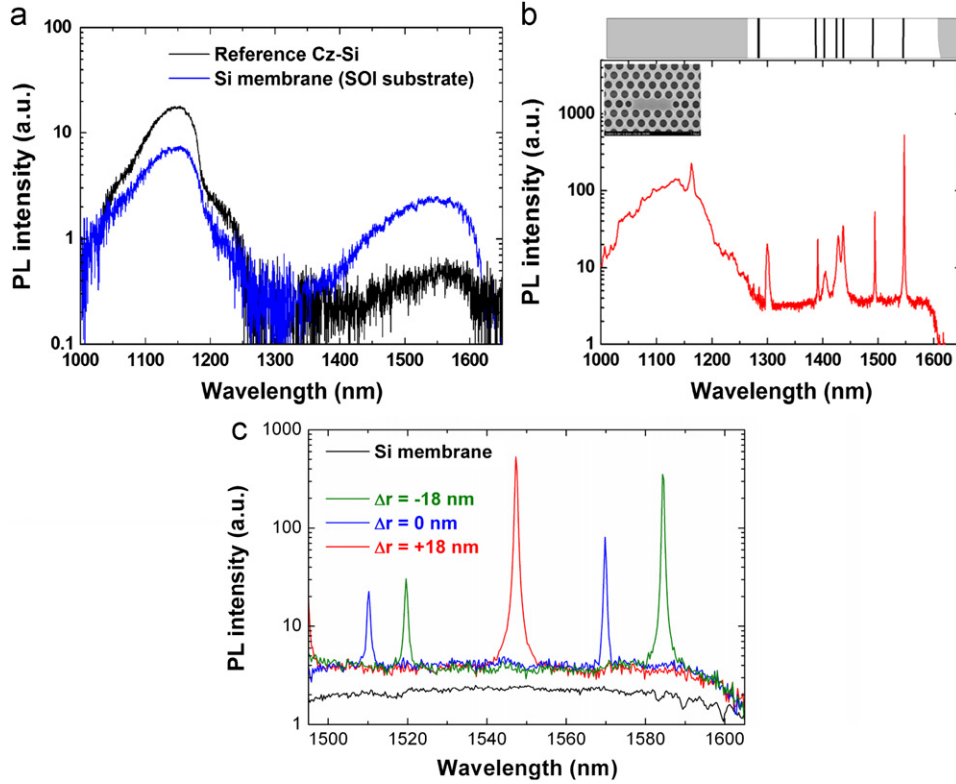 a
PL intensity (a.u.)
100
10
1
0.1
Reference Cz-Si
Si membrane (SOI substrate)
1000 1100 1200 1300 1400 1500 1600
Wavelength (nm)
b
PL intensity (a.u.)
1000
100
10
1
1000 1100 1200 1300 1400 1500 1600
Wavelength (nm)
c
PL intensity (a.u.)
1000
100
10
1
Si membrane
Δr = -18 nm
Δr = 0 nm
Δr = +18 nm
1500 1520 1540 1560 1580 1600
Wavelength (nm)